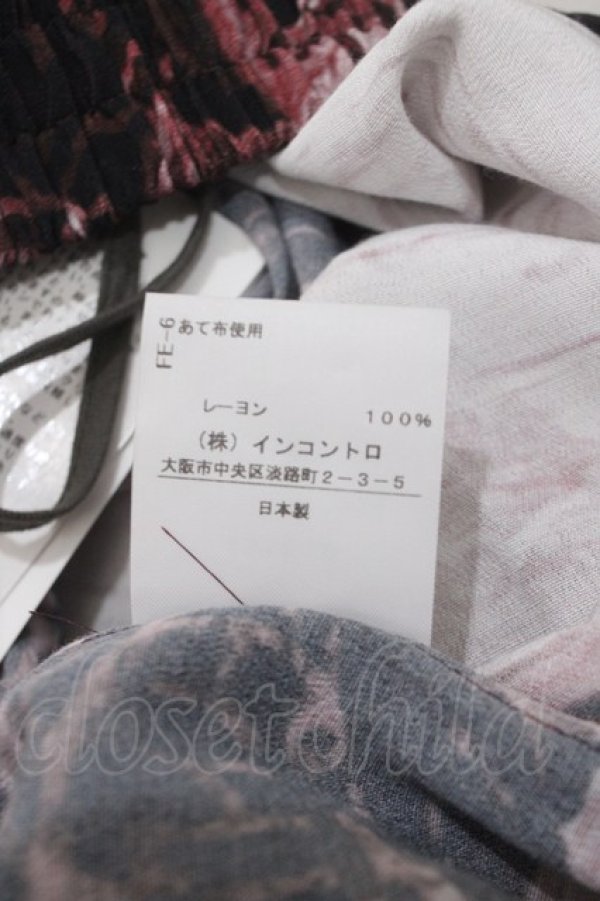 FE-6
あて布使用
レーヨン 100%
（株）インコントロ
大阪市中央区淡路町2-3-5
日本製
closet child